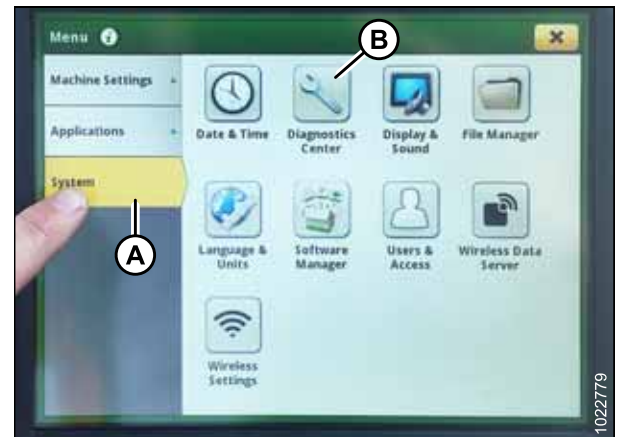 Menu i
B
Machine Settings
Applications
System
A
Date & Time
Diagnostics
Center
Display &
Sound
File Manager
Language &
Units
Software
Manager
Users &
Access
Wireless Data
Server
Wireless
Settings
1022779